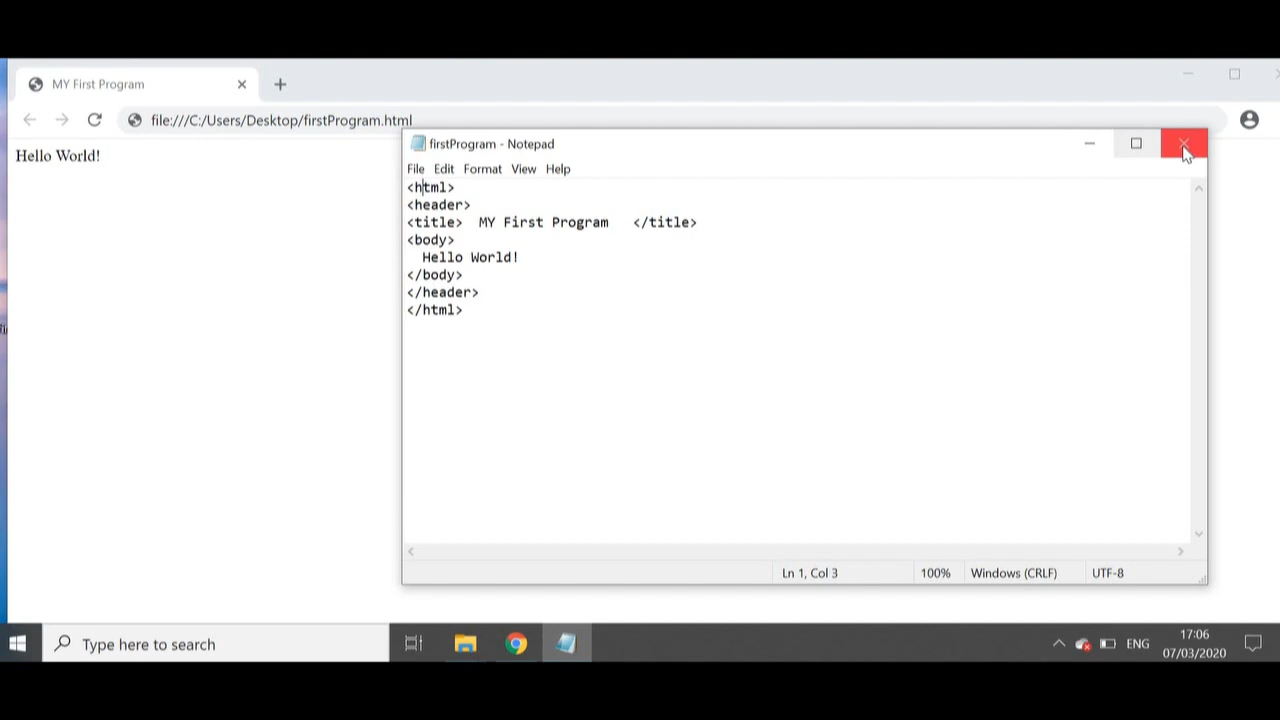 MY First Program
file:///C:/Users/Desktop/firstProgram.html
Hello World!
firstProgram - Notepad
File Edit Format View Help
<html>
<header>
<title>  MY First Program   </title>
<body>
  Hello World!
</body>
</header>
</html>
Ln 1, Col 3 100% Windows (CRLF) UTF-8
Type here to search
ENG
17:06
07/03/2020